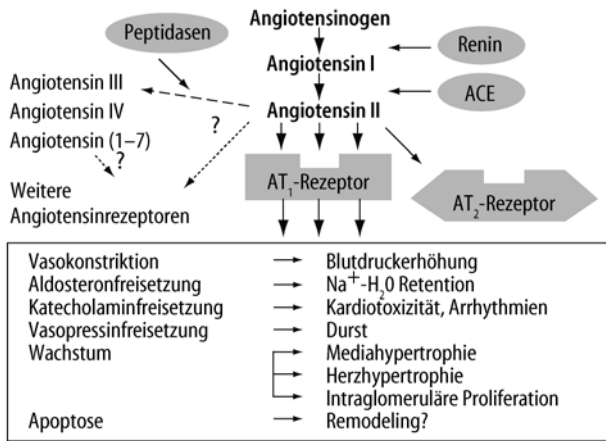 Angiotensinogen
Peptidasen
Renin
Angiotensin I
Angiotensin III
ACE
Angiotensin IV
Angiotensin II
?
Angiotensin (1–7)
?
AT1-Rezeptor
Weitere
Angiotensinrezeptoren
AT2-Rezeptor
Vasokonstriktion Blutdruckerhöhung
Aldosteronfreisetzung Na+-H20 Retention
Katecholaminfreisetzung Kardiotoxizität, Arrhythmien
Vasopressinfreisetzung Durst
Wachstum Mediahypertrophie
Herzhypertrophie
Intraglomeruläre Proliferation
Apoptose Remodeling?